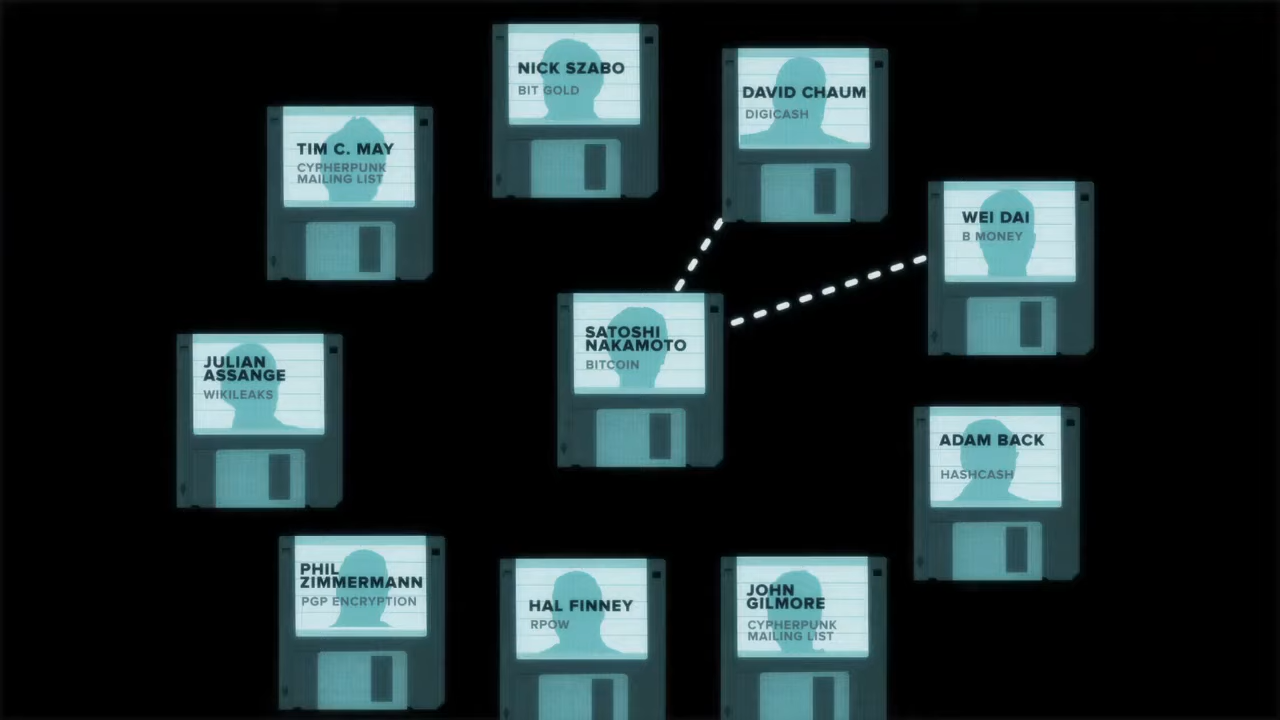 NICK SZABO
BIT GOLD
DAVID CHAUM
DIGICASH
TIM C. MAY
CYPHERPUNK
MAILING LIST
WEI DAI
B MONEY
SATOSHI
NAKAMOTO
BITCOIN
JULIAN
ASSANGE
WIKILEAKS
ADAM BACK
HASHCASH
PHIL
ZIMMERMANN
PGP ENCRYPTION
HAL FINNEY
RPOW
JOHN
GILMORE
CYPHERPUNK
MAILING LIST